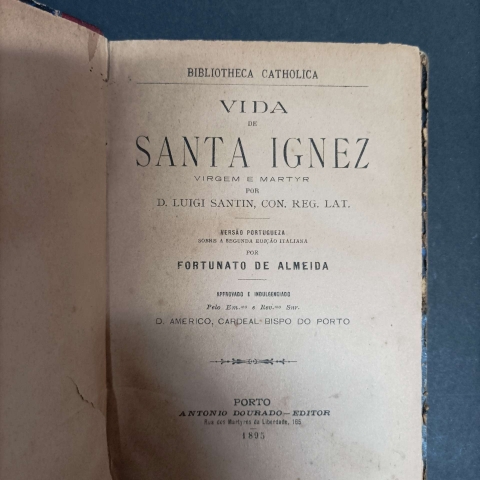 BIBLIOTHECA CATHOLICA
VIDA
DE
SANTA IGNEZ
VIRGEM E MARTYR
POR
D. LUIGI SANTIN, CON. REG. LAT.
VERSÃO PORTUGUEZA
SOBRE A SEGUNDA EDIÇÃO ITALIANA
POR
FORTUNATO DE ALMEIDA
APPROVADO E INDULGENCIADO
Pelo Em.mo e Rev.mo Snr.
D. AMERICO, CARDEAL-BISPO DO PORTO
PORTO
ANTONIO DOURADO—EDITOR
Rua dos Martyres da Liberdade, 165
1895